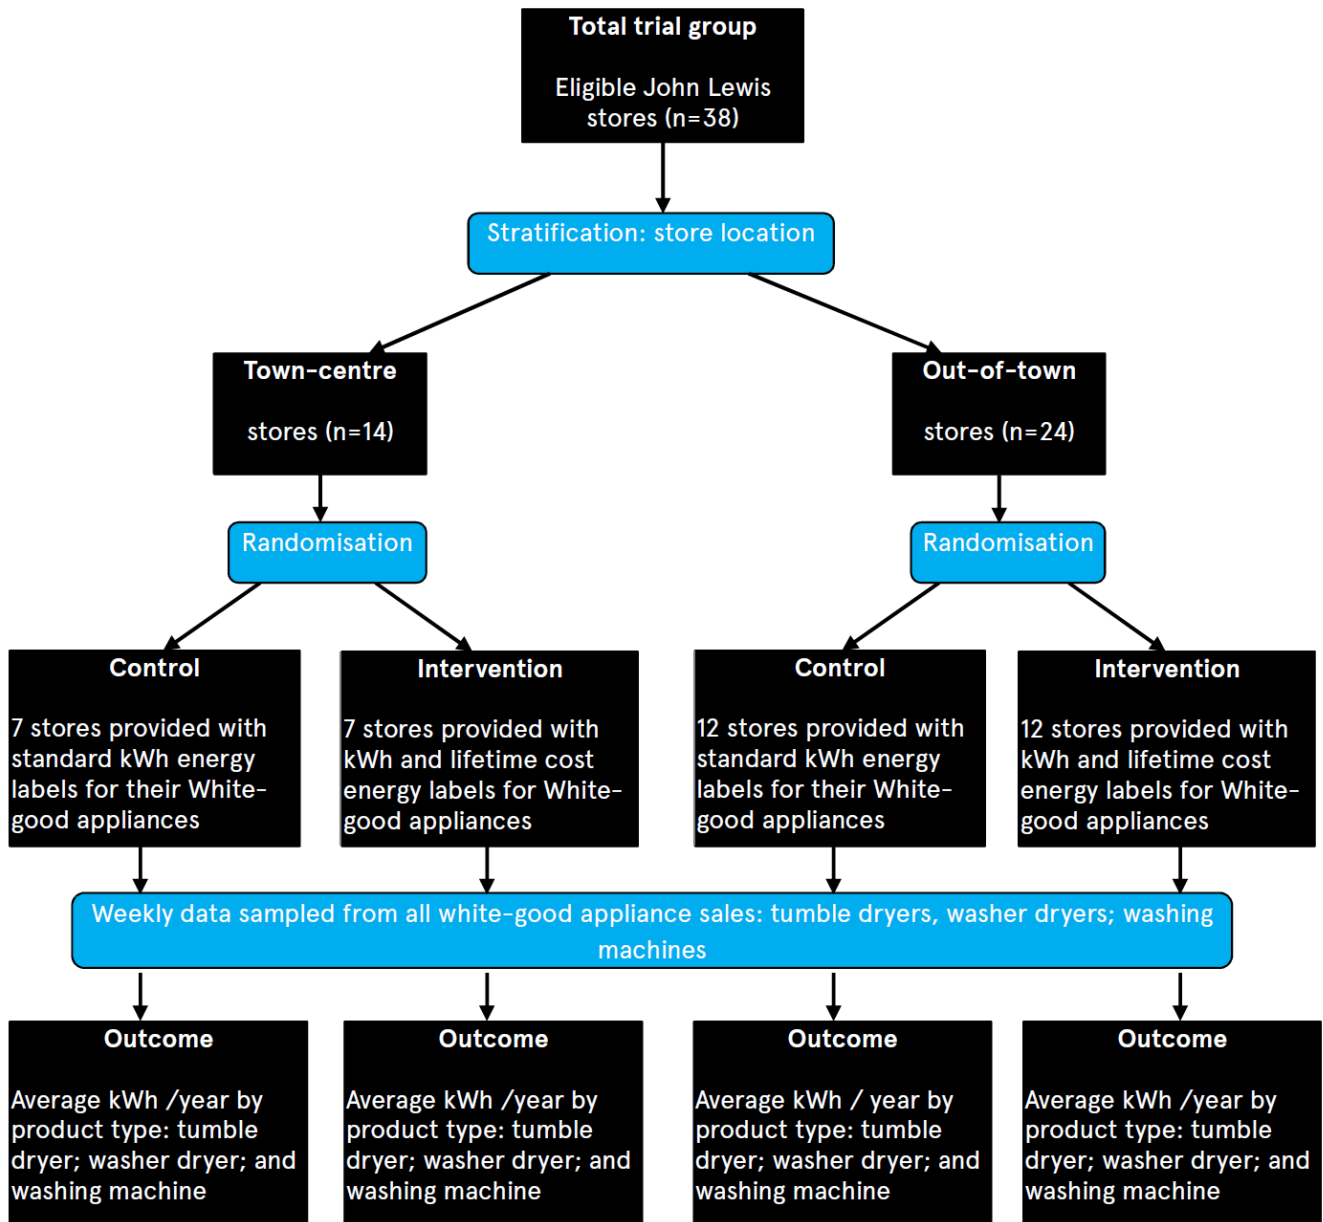 Total trial group
Eligible John Lewis
stores (n=38)
Stratification: store location
Town-centre
stores (n=14)
Out-of-town
stores (n=24)
Randomisation
Randomisation
Control
7 stores provided with
standard kWh energy
labels for their White-
good appliances
Intervention
7 stores provided with
kWh and lifetime cost
energy labels for White-
good appliances
Control
12 stores provided with
standard kWh energy
labels for their White-
good appliances
Intervention
12 stores provided with
kWh and lifetime cost
energy labels for White-
good appliances
Weekly data sampled from all white-good appliance sales: tumble dryers, washer dryers; washing
machines
Outcome
Average kWh /year by
product type: tumble
dryer; washer dryer; and
washing machine
Outcome
Average kWh /year by
product type: tumble
dryer; washer dryer; and
washing machine
Outcome
Average kWh / year by
product type: tumble
dryer; washer dryer; and
washing machine
Outcome
Average kWh /year by
product type: tumble
dryer; washer dryer; and
washing machine